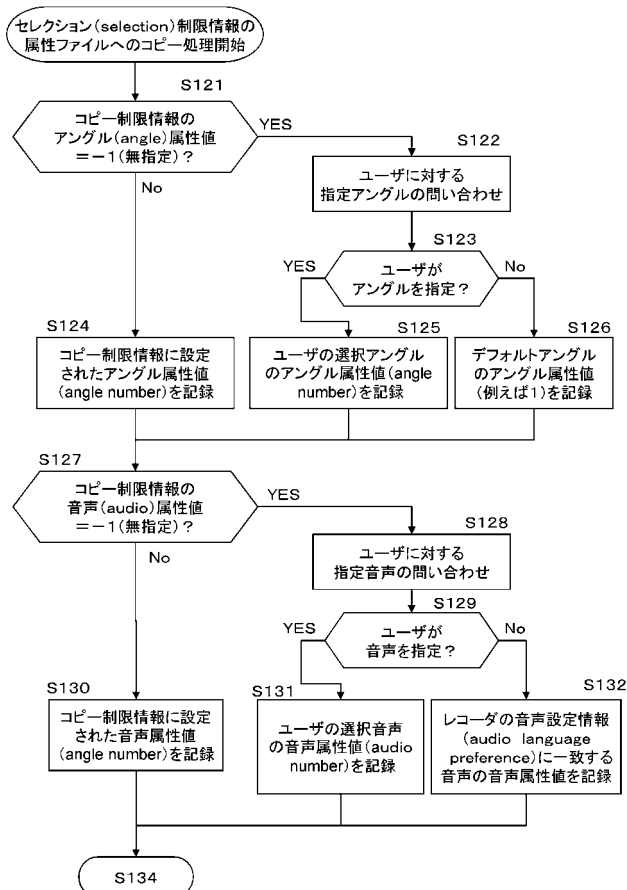 セレクション(selection)制限情報の
属性ファイルへのコピー処理開始
S121
コピー制限情報の
アングル(angle)属性値
=-1(無指定)?
YES
No
S122
ユーザに対する
指定アングルの問い合わせ
S123
YES
ユーザが
アングルを指定?
No
S124
コピー制限情報に設定
されたアングル属性値
(angle number)を記録
S125
ユーザの選択アングル
のアングル属性値(angle
number)を記録
S126
デフォルトアングル
のアングル属性値
(例えば1)を記録
S127
コピー制限情報の
音声(audio)属性値
=-1(無指定)?
YES
No
S128
ユーザに対する
指定音声の問い合わせ
S129
YES
ユーザが
音声を指定?
No
S130
コピー制限情報に設定
された音声属性値
(angle number)を記録
S131
ユーザの選択音声
の音声属性値(audio
number)を記録
S132
レコーダの音声設定情報
(audio language
preference)に一致する
音声の音声属性値を記録
S134